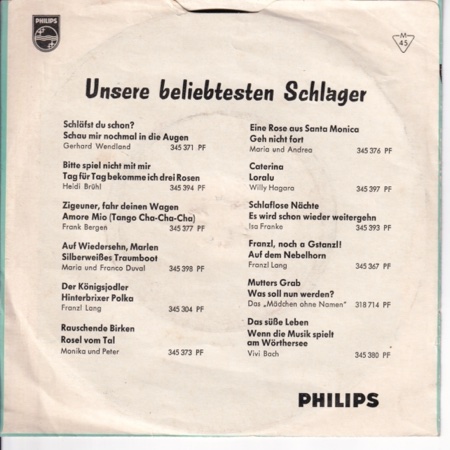 PHILIPS
M
45
Unsere beliebtesten Schlager
Schläfst du schon?
Schau mir nochmal in die Augen
Gerhard Wendland 345 371 PF
Bitte spiel nicht mit mir
Tag für Tag bekomme ich drei Rosen
Heidi Brühl 345 394 PF
Zigeuner, fahr deinen Wagen
Amore Mio (Tango Cha-Cha-Cha)
Frank Bergen 345 377 PF
Auf Wiedersehn, Marlen
Silberweißes Traumboot
Maria und Franco Duval 345 398 PF
Der Königsjodler
Hinterbrixer Polka
Franzl Lang 345 304 PF
Rauschende Birken
Rosel vom Tal
Monika und Peter 345 373 PF
Eine Rose aus Santa Monica
Geh nicht fort
Maria und Andrea 345 376 PF
Caterina
Loralu
Willy Hagara 345 397 PF
Schlaflose Nächte
Es wird schon wieder weitergehn
Isa Franke 345 393 PF
Franzl, noch a Gstanzl!
Auf dem Nebelhorn
Franzl Lang 345 367 PF
Mutters Grab
Was soll nun werden?
Das „Mädchen ohne Namen" 318 714 PF
Das süße Leben
Wenn die Musik spielt
am Wörthersee
Vivi Bach 345 380 PF
PHILIPS